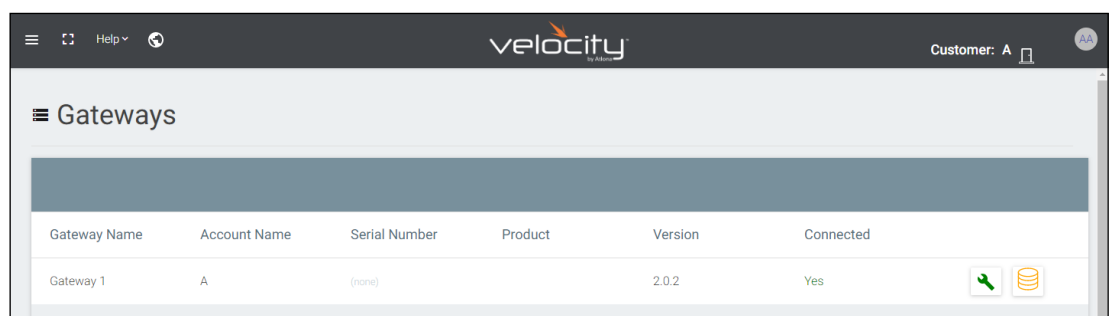 Help
velocity
by Aitena
Customer: A
AA
Gateways
Gateway Name Account Name Serial Number Product Version Connected
Gateway 1 A (none) 2.0.2 Yes